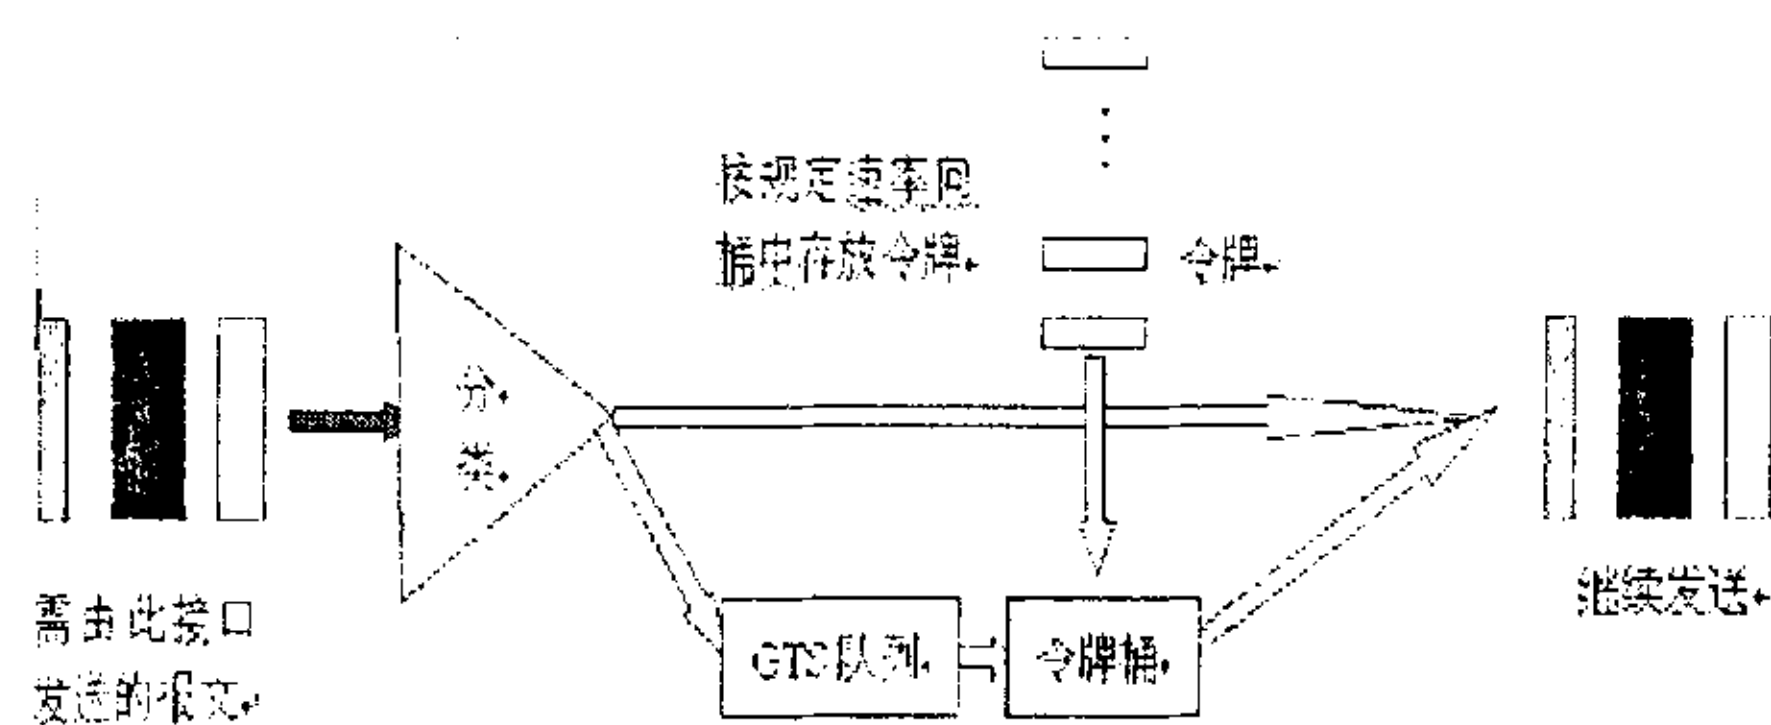 按规定速率向
桶中存放令牌
令牌
分
类
需由此接口
发送的报文
GTS队列
令牌桶
继续发送